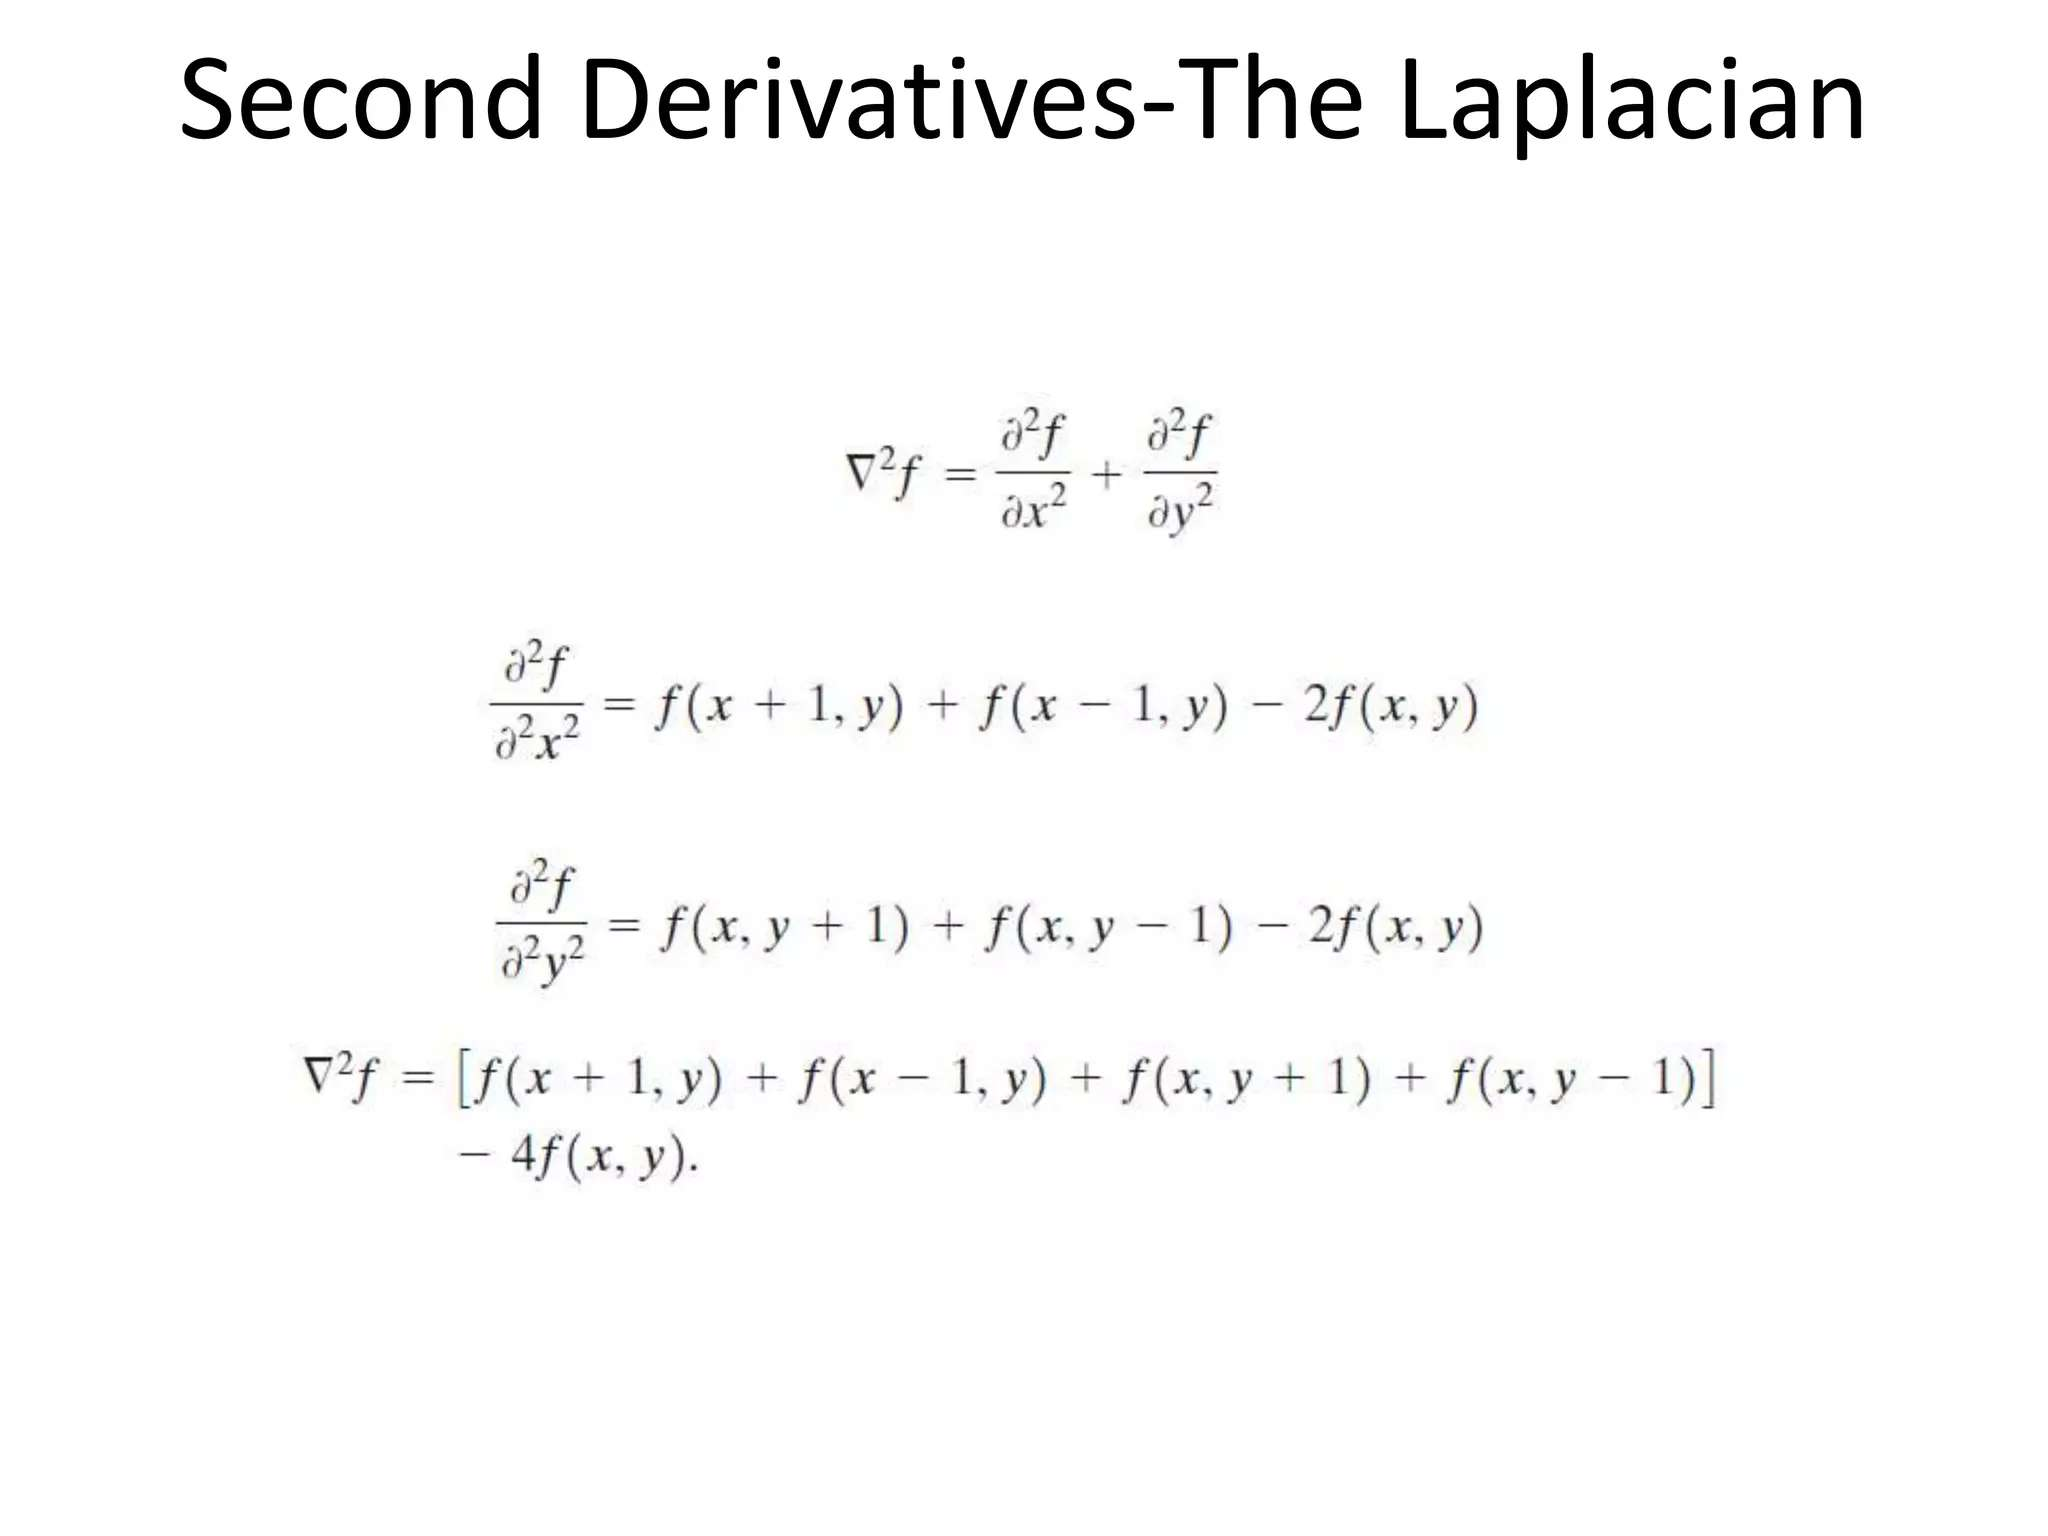 Second Derivatives-The Laplacian
∇²f = ∂²f/∂x² + ∂²f/∂y²
∂²f/∂²x² = f(x + 1, y) + f(x − 1, y) − 2f(x, y)
∂²f/∂²y² = f(x, y + 1) + f(x, y − 1) − 2f(x, y)
∇²f = [f(x + 1, y) + f(x − 1, y) + f(x, y + 1) + f(x, y − 1)]
− 4f(x, y).